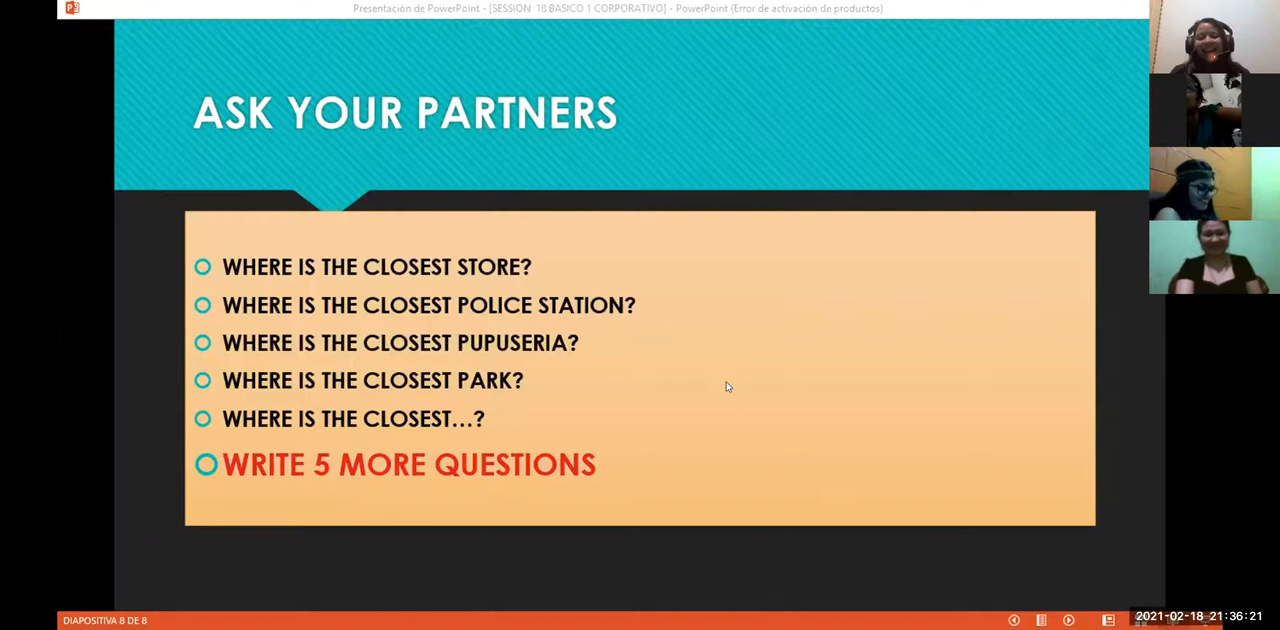 Presentación de PowerPoint - [SESSION 18 BASICO 1 CORPORATIVO] - PowerPoint (Error de activación de productos)
ASK YOUR PARTNERS
WHERE IS THE CLOSEST STORE?
WHERE IS THE CLOSEST POLICE STATION?
WHERE IS THE CLOSEST PUPUSERIA?
WHERE IS THE CLOSEST PARK?
WHERE IS THE CLOSEST...?
WRITE 5 MORE QUESTIONS
DIAPOSITIVA 8 DE 8
2021-02-18 21:36:21